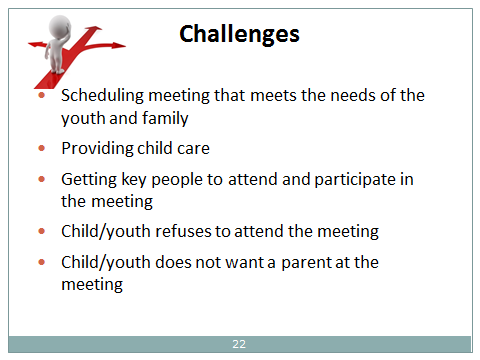 Challenges
• Scheduling meeting that meets the needs of the
youth and family
• Providing child care
• Getting key people to attend and participate in
the meeting
• Child/youth refuses to attend the meeting
• Child/youth does not want a parent at the
meeting
22